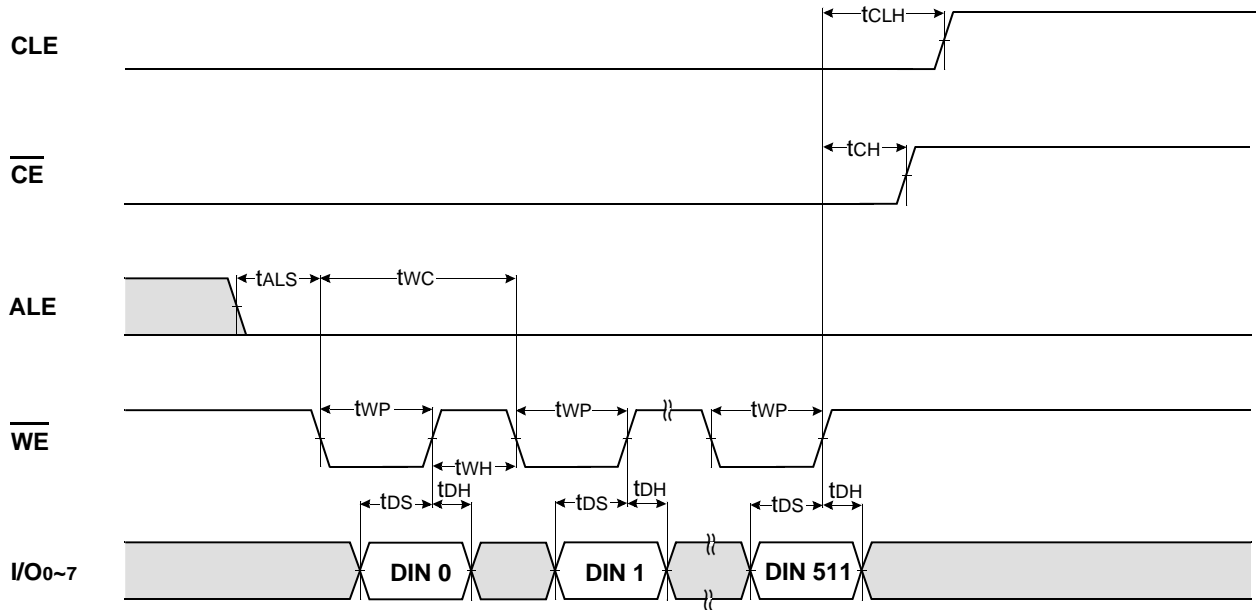 tCLH
CLE
tCH
CE
tALS tWC
ALE
tWP tWP tWP
WE
tWH
tDS tDH tDS tDH tDS tDH
I/O0~7 DIN 0 DIN 1 DIN 511